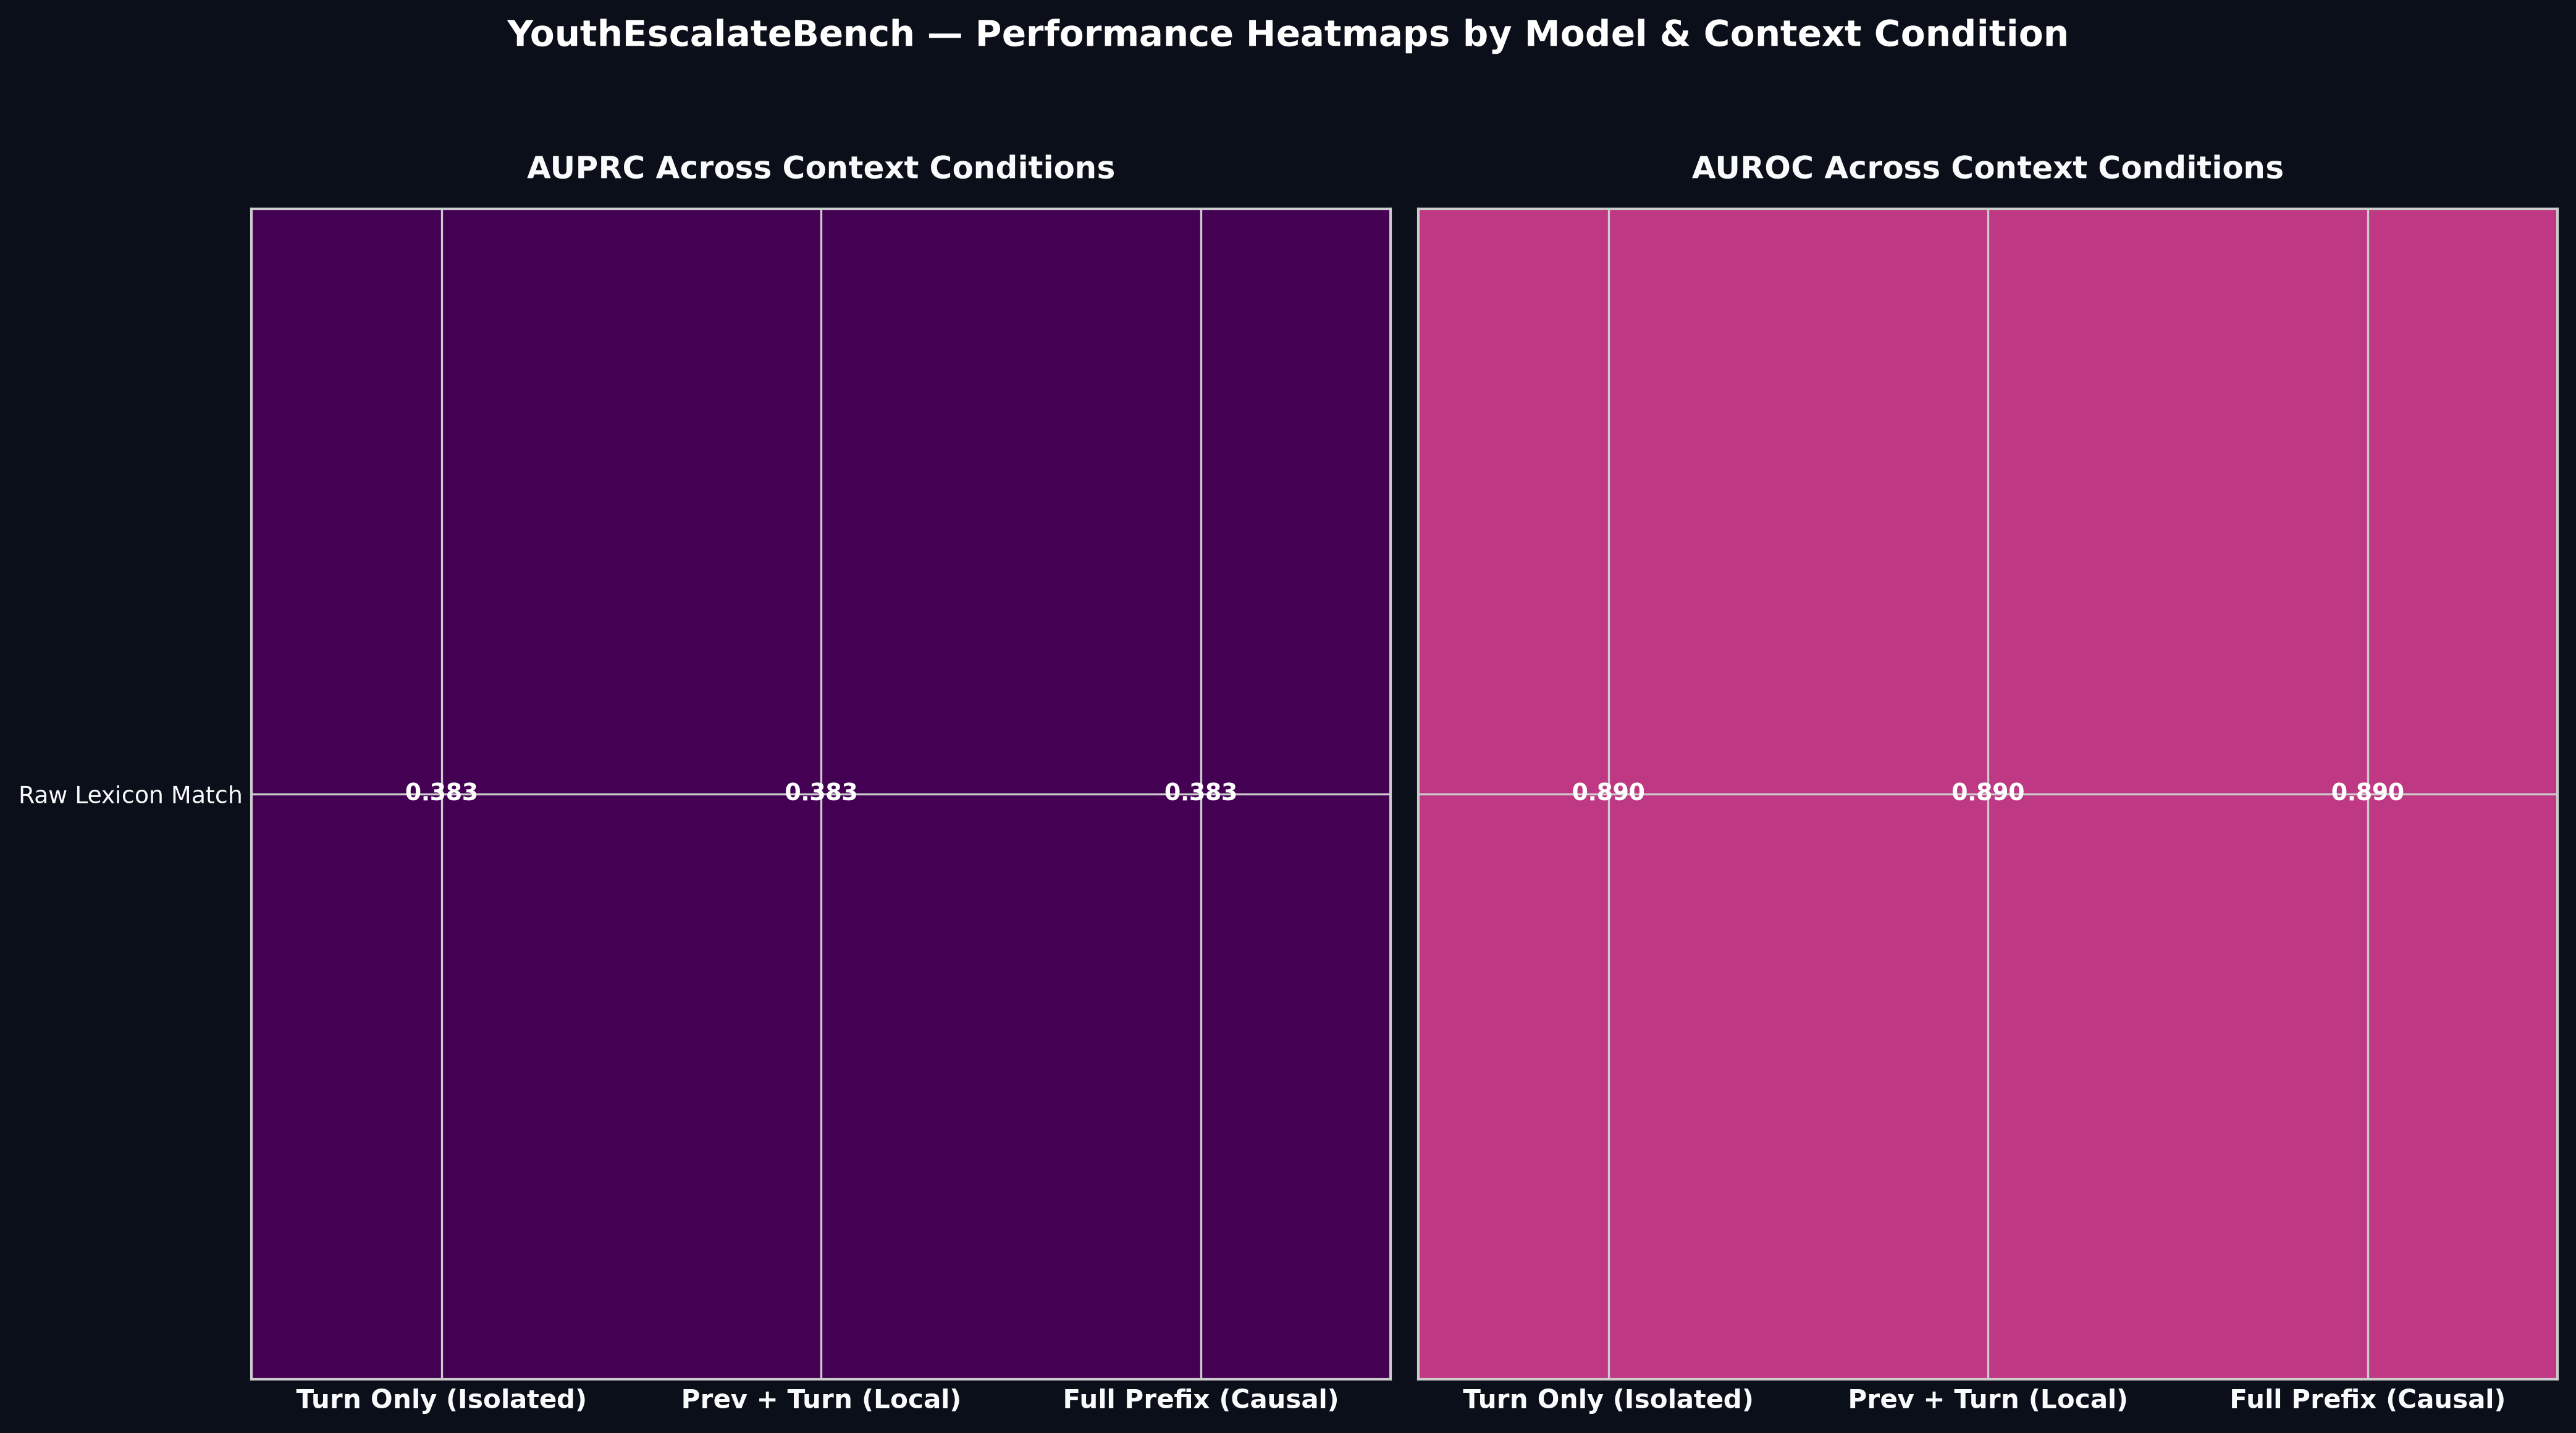 YouthEscalateBench — Performance Heatmaps by Model & Context Condition
AUPRC Across Context Conditions
Raw Lexicon Match
0.383 0.383 0.383
Turn Only (Isolated) Prev + Turn (Local) Full Prefix (Causal)
AUROC Across Context Conditions
0.890 0.890 0.890
Turn Only (Isolated) Prev + Turn (Local) Full Prefix (Causal)